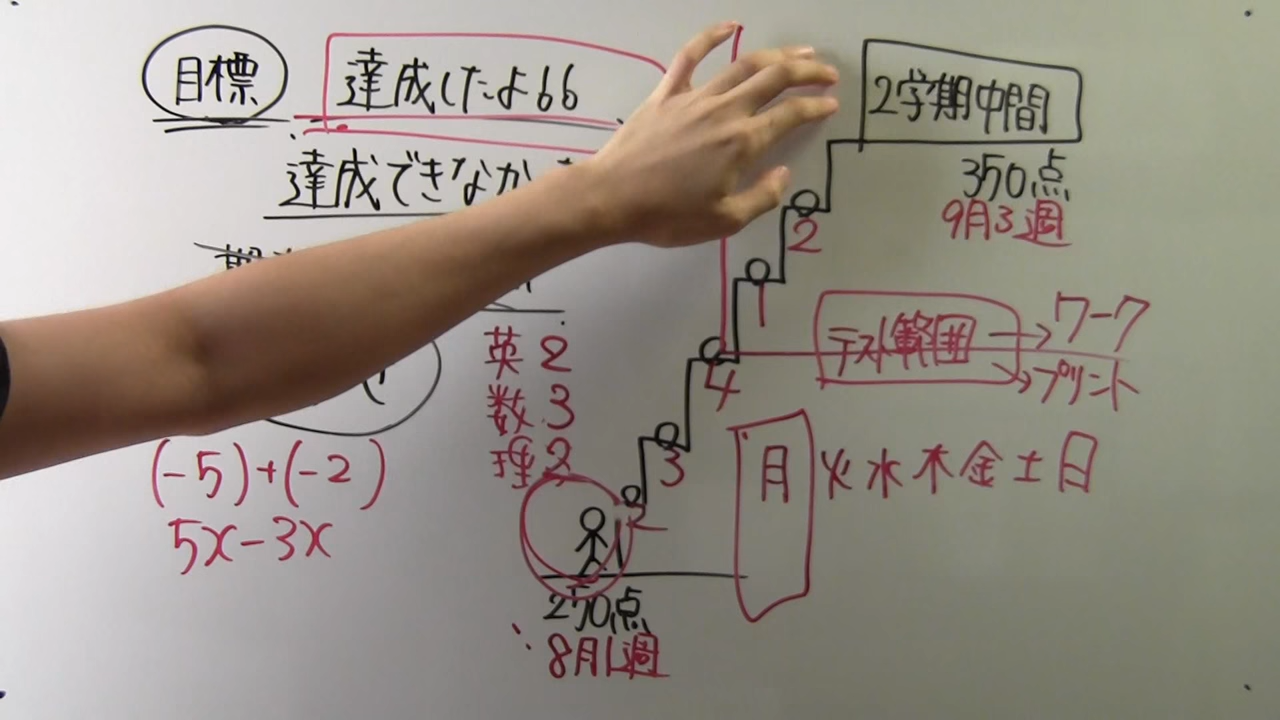 目標
達成したよ66
達成できなか
2学期中間
350点
9月3週
2
1
4
3
2
テスト範囲→ワーク
→プリント
英2
数3
理2
月火水木金土日
(-5)+(-2)
5x-3x
270点
8月1週